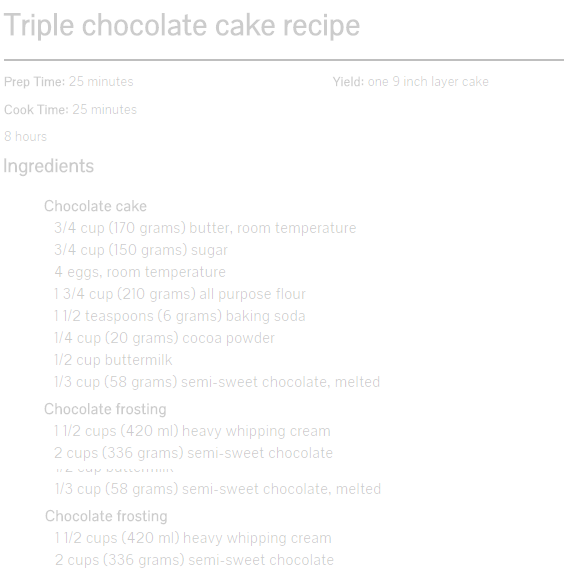 Triple chocolate cake recipe
Prep Time: 25 minutes
Yield: one 9 inch layer cake
Cook Time: 25 minutes
8 hours
Ingredients
Chocolate cake
3/4 cup (170 grams) butter, room temperature
3/4 cup (150 grams) sugar
4 eggs, room temperature
1 3/4 cup (210 grams) all purpose flour
1 1/2 teaspoons (6 grams) baking soda
1/4 cup (20 grams) cocoa powder
1/2 cup buttermilk
1/3 cup (58 grams) semi-sweet chocolate, melted
Chocolate frosting
1 1/2 cups (420 ml) heavy whipping cream
2 cups (336 grams) semi-sweet chocolate
1/2 cup buttermilk
1/3 cup (58 grams) semi-sweet chocolate, melted
Chocolate frosting
1 1/2 cups (420 ml) heavy whipping cream
2 cups (336 grams) semi-sweet chocolate